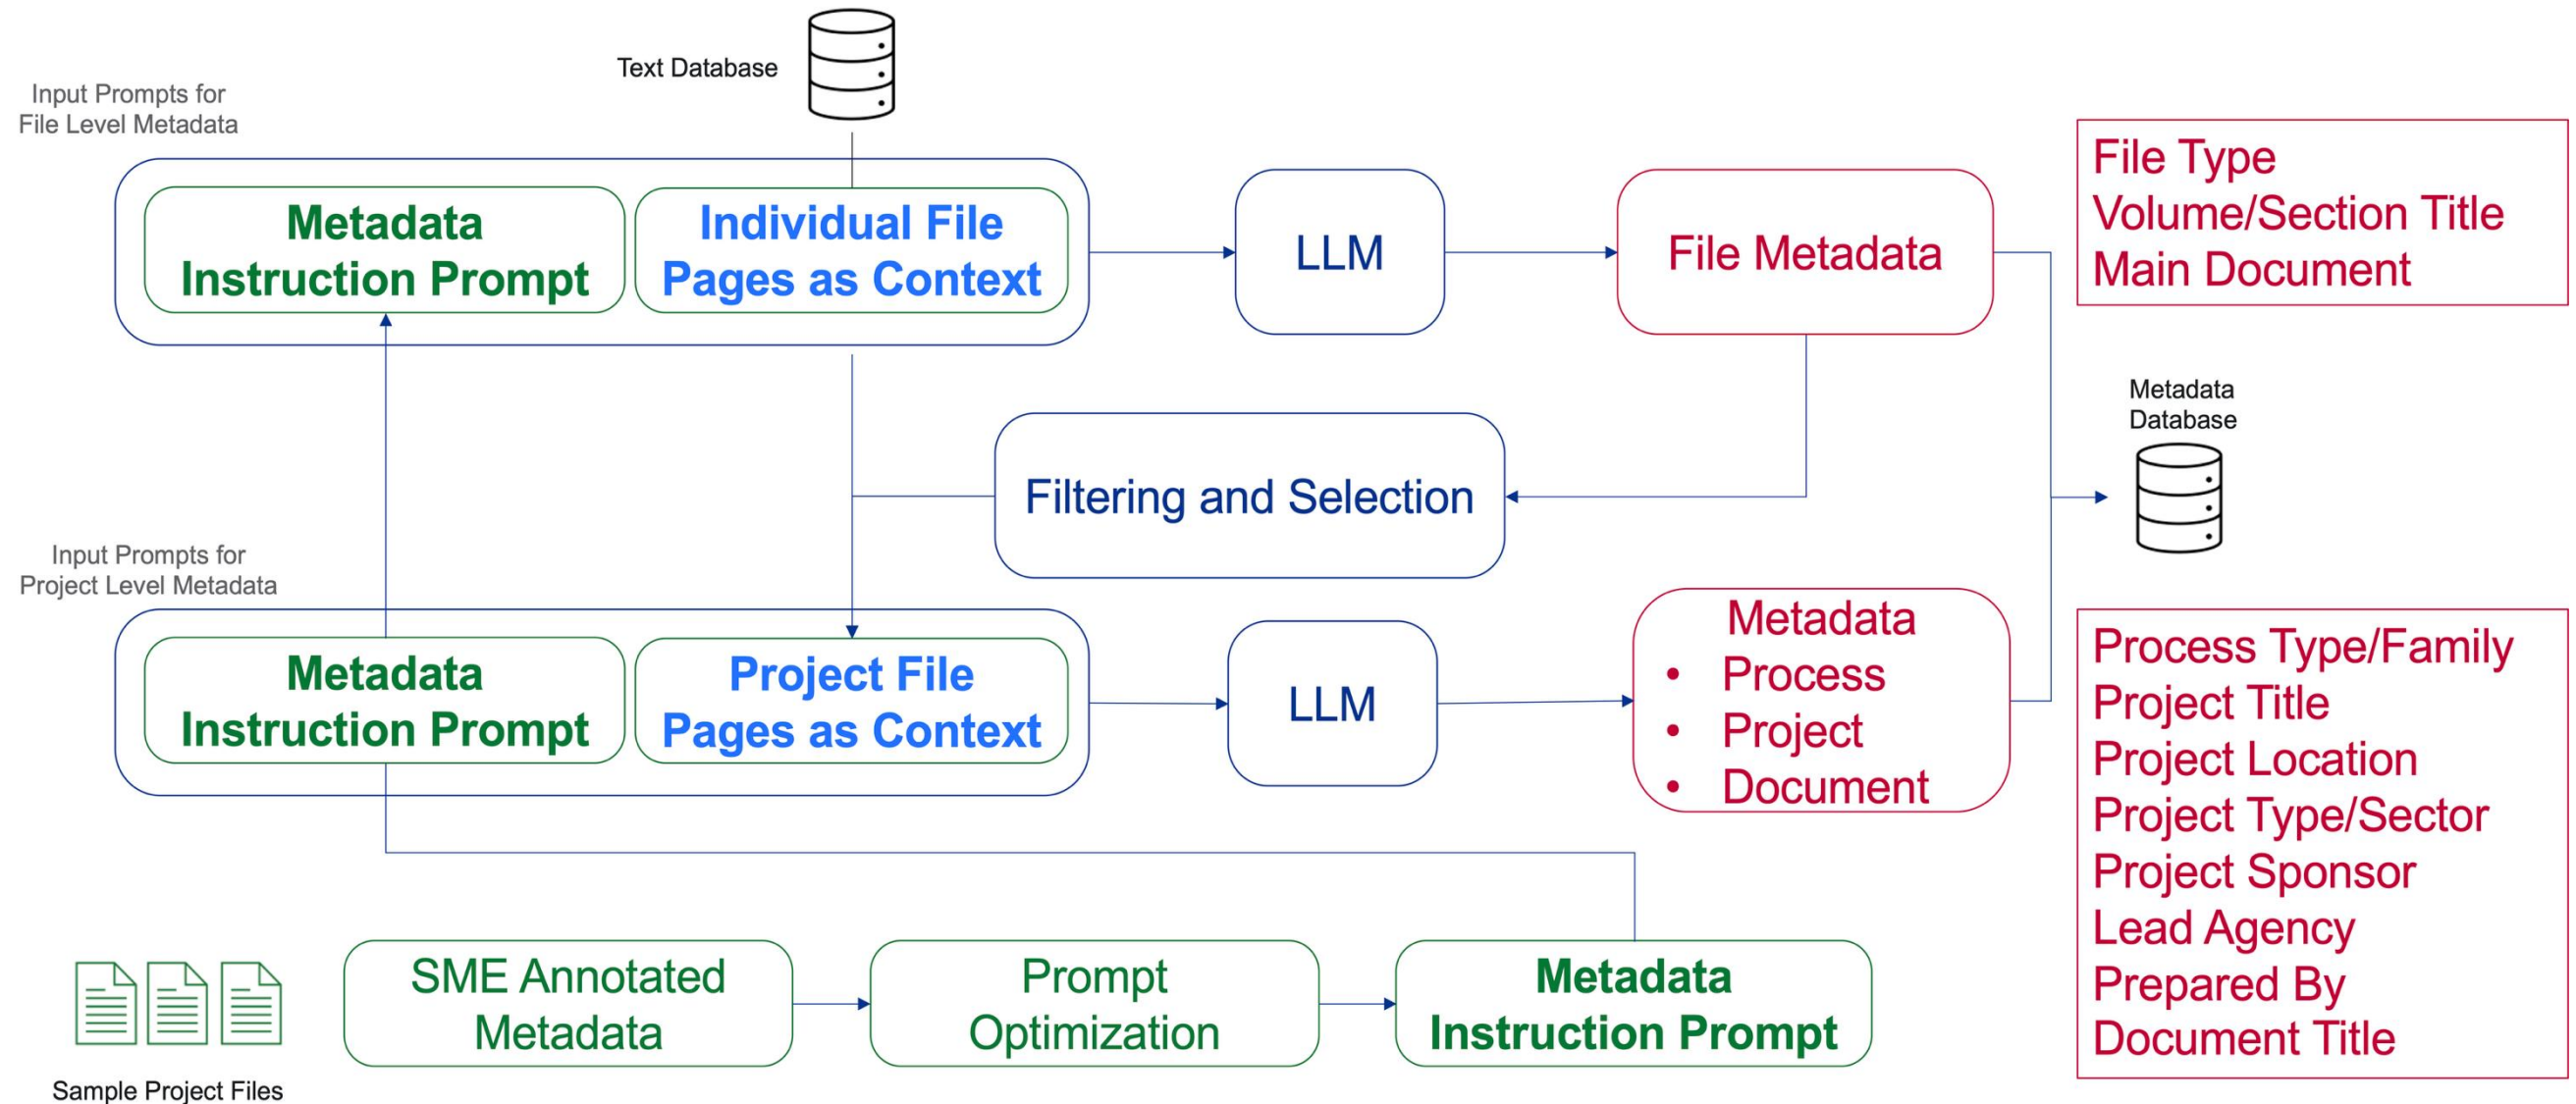 Text Database
Input Prompts for
File Level Metadata
Metadata
Instruction Prompt
Individual File
Pages as Context
LLM
File Metadata
File Type
Volume/Section Title
Main Document
Filtering and Selection
Metadata
Database
Input Prompts for
Project Level Metadata
Metadata
Instruction Prompt
Project File
Pages as Context
LLM
Metadata
• Process
• Project
• Document
Process Type/Family
Project Title
Project Location
Project Type/Sector
Project Sponsor
Lead Agency
Prepared By
Document Title
Sample Project Files
SME Annotated
Metadata
Prompt
Optimization
Metadata
Instruction Prompt